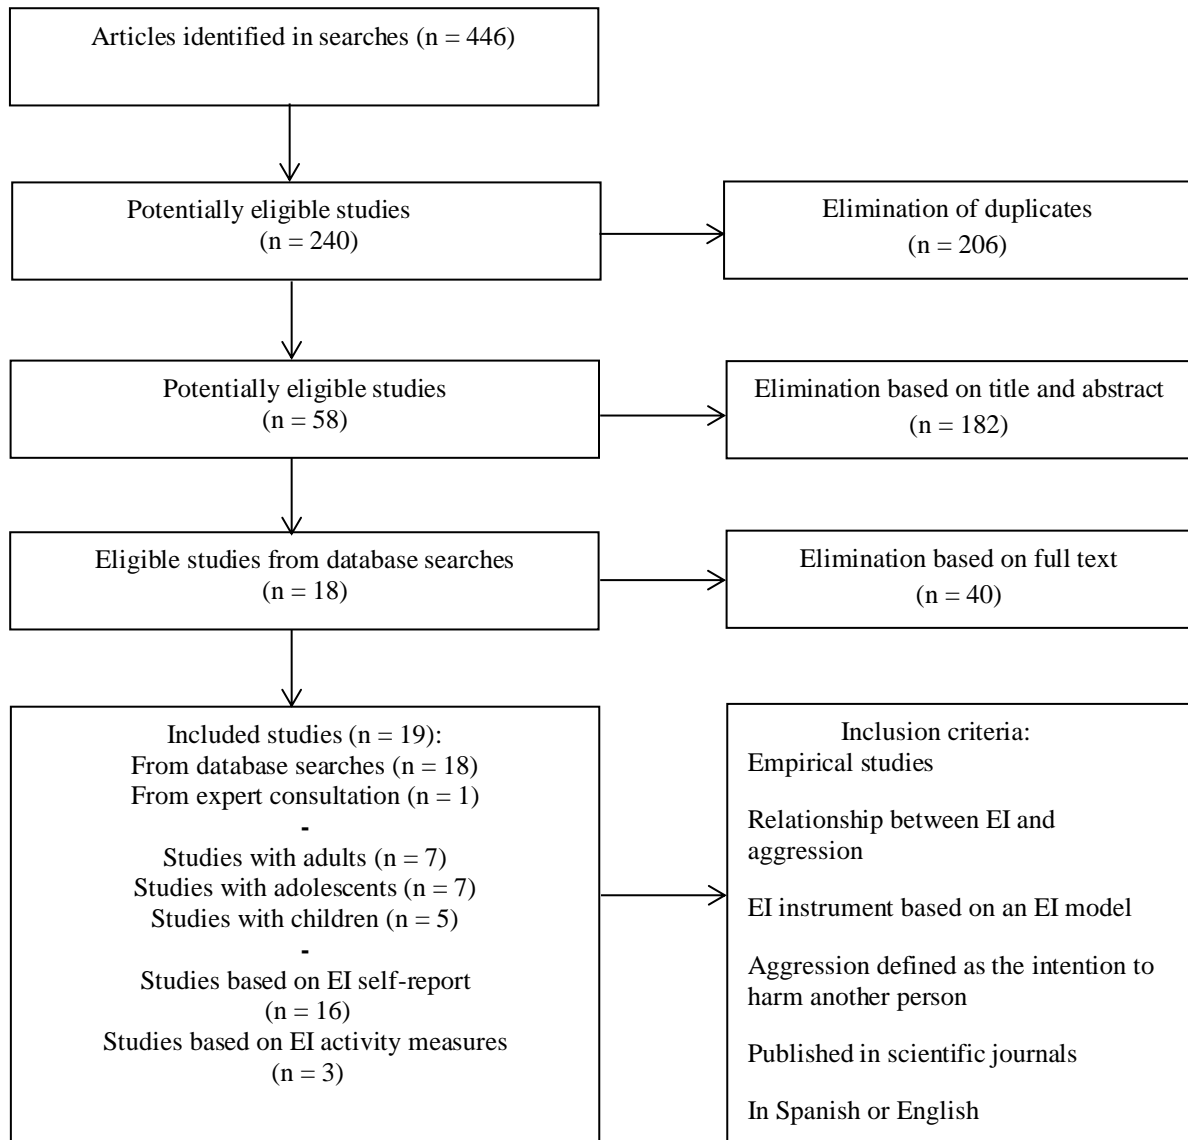 Articles identified in searches (n = 446)
Potentially eligible studies
(n = 240)
Elimination of duplicates
(n = 206)
Potentially eligible studies
(n = 58)
Elimination based on title and abstract
(n = 182)
Eligible studies from database searches
(n = 18)
Elimination based on full text
(n = 40)
Included studies (n = 19):
From database searches (n = 18)
From expert consultation (n = 1)
-
Studies with adults (n = 7)
Studies with adolescents (n = 7)
Studies with children (n = 5)
-
Studies based on EI self-report
(n = 16)
Studies based on EI activity measures
(n = 3)
Inclusion criteria:
Empirical studies
Relationship between EI and
aggression
EI instrument based on an EI model
Aggression defined as the intention to
harm another person
Published in scientific journals
In Spanish or English